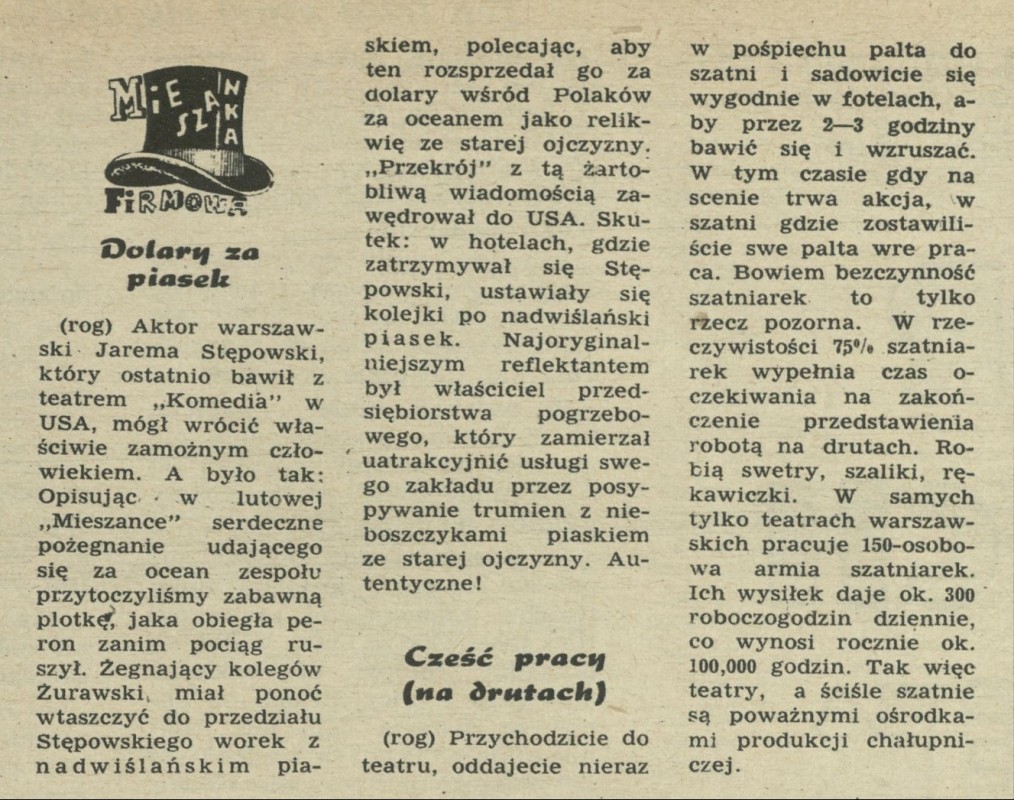 MIESZANKA
FIRMOWA
Dolary za
piasek
(rog) Aktor warszaw-
ski Jarema Stępowski,
który ostatnio bawił z
teatrem „Komedia” w
USA, mógł wrócić wła-
ściwie zamożnym czło-
wiekiem. A było tak:
Opisując w lutowej
„Mieszance” serdeczne
pożegnanie udającego
się za ocean zespołu
przytoczyliśmy zabawną
plotkę, jaka obiegła pe-
ron zanim pociąg ru-
szył. Żegnający kolegów
Żurawski miał ponoć
wtaszczyć do przedziału
Stępowskiego worek z
nadwiślańskim pia-
skiem, polecając, aby
ten rozsprzedał go za
dolary wśród Polaków
za oceanem jako relik-
wię ze starej ojczyzny.
„Przekrój” z tą żarto-
bliwą wiadomością za-
wędrował do USA. Sku-
tek: w hotelach, gdzie
zatrzymywał się Stę-
powski, ustawiały się
kolejki po nadwiślański
piasek. Najoryginal-
niejszym reflektantem
był właściciel przed-
siębiorstwa pogrzebo-
wego, który zamierzał
uatrakcyjnić usługi swe-
go zakładu przez posy-
pywanie trumien z nie-
boszczykami piaskiem
ze starej ojczyzny. Au-
tentyczne!
Cześć pracy
(na drutach)
(rog) Przychodzicie do
teatru, oddajecie nieraz
w pośpiechu palta do
szatni i sadowicie się
wygodnie w fotelach, a-
by przez 2—3 godziny
bawić się i wzruszać.
W tym czasie gdy na
scenie trwa akcja, w
szatni gdzie zostawili-
ście swe palta wre pra-
ca. Bowiem bezczynność
szatniarek to tylko
rzecz pozorna. W rze-
czywistości 75% szatnia-
rek wypełnia czas o-
czekiwania na zakoń-
czenie przedstawienia
robotą na drutach. Ro-
bią swetry, szaliki, rę-
kawiczki. W samych
tylko teatrach warszaw-
skich pracuje 150-osobo-
wa armia szatniarek.
Ich wysiłek daje ok. 300
roboczogodzin dziennie,
co wynosi rocznie ok.
100,000 godzin. Tak więc
teatry, a ściśle szatnie
są poważnymi ośrodka-
mi produkcji chałupni-
czej.